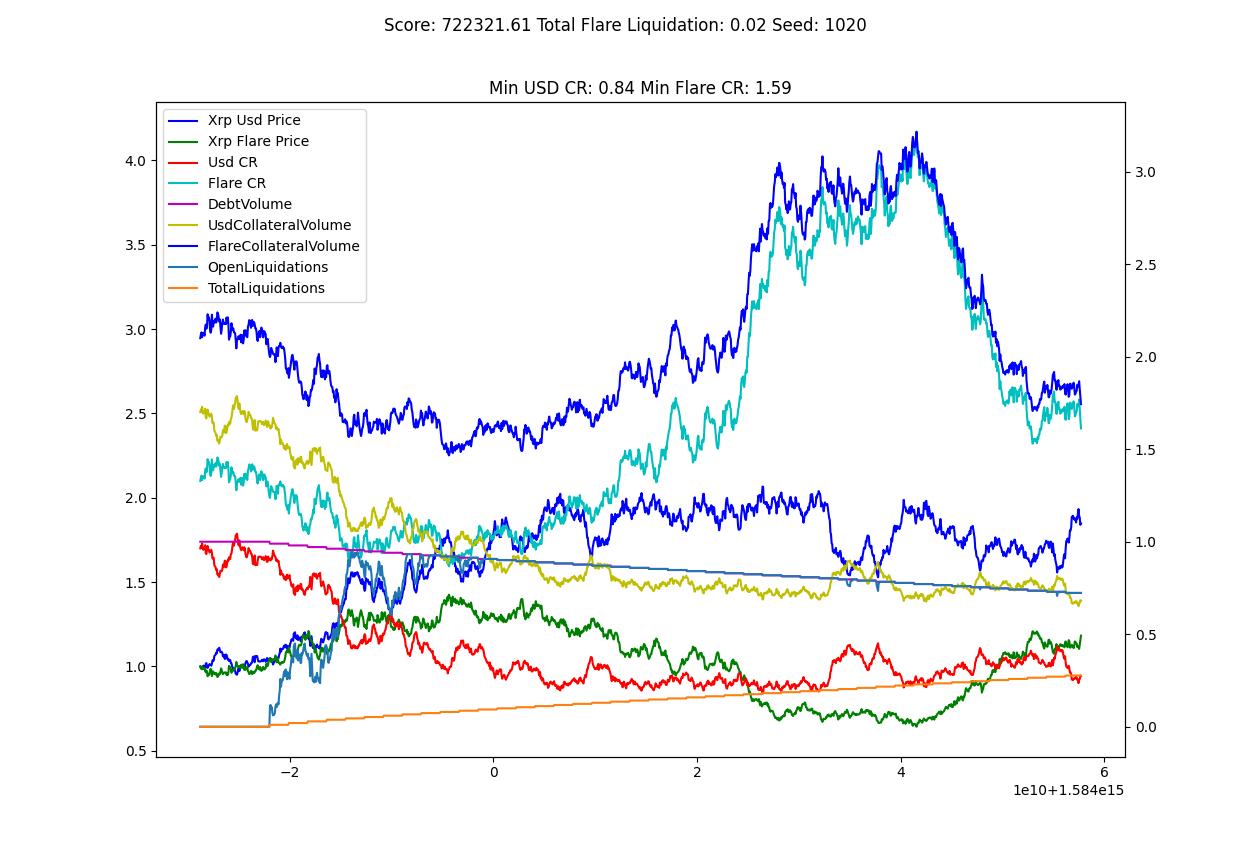 Score: 722321.61 Total Flare Liquidation: 0.02 Seed: 1020
Min USD CR: 0.84 Min Flare CR: 1.59
Xrp Usd Price
Xrp Flare Price
Usd CR
Flare CR
DebtVolume
UsdCollateralVolume
FlareCollateralVolume
OpenLiquidations
TotalLiquidations
4.0
3.5
3.0
2.5
2.0
1.5
1.0
0.5
3.0
2.5
2.0
1.5
1.0
0.5
0.0
−2 0 2 4 6
1e10+1.584e15